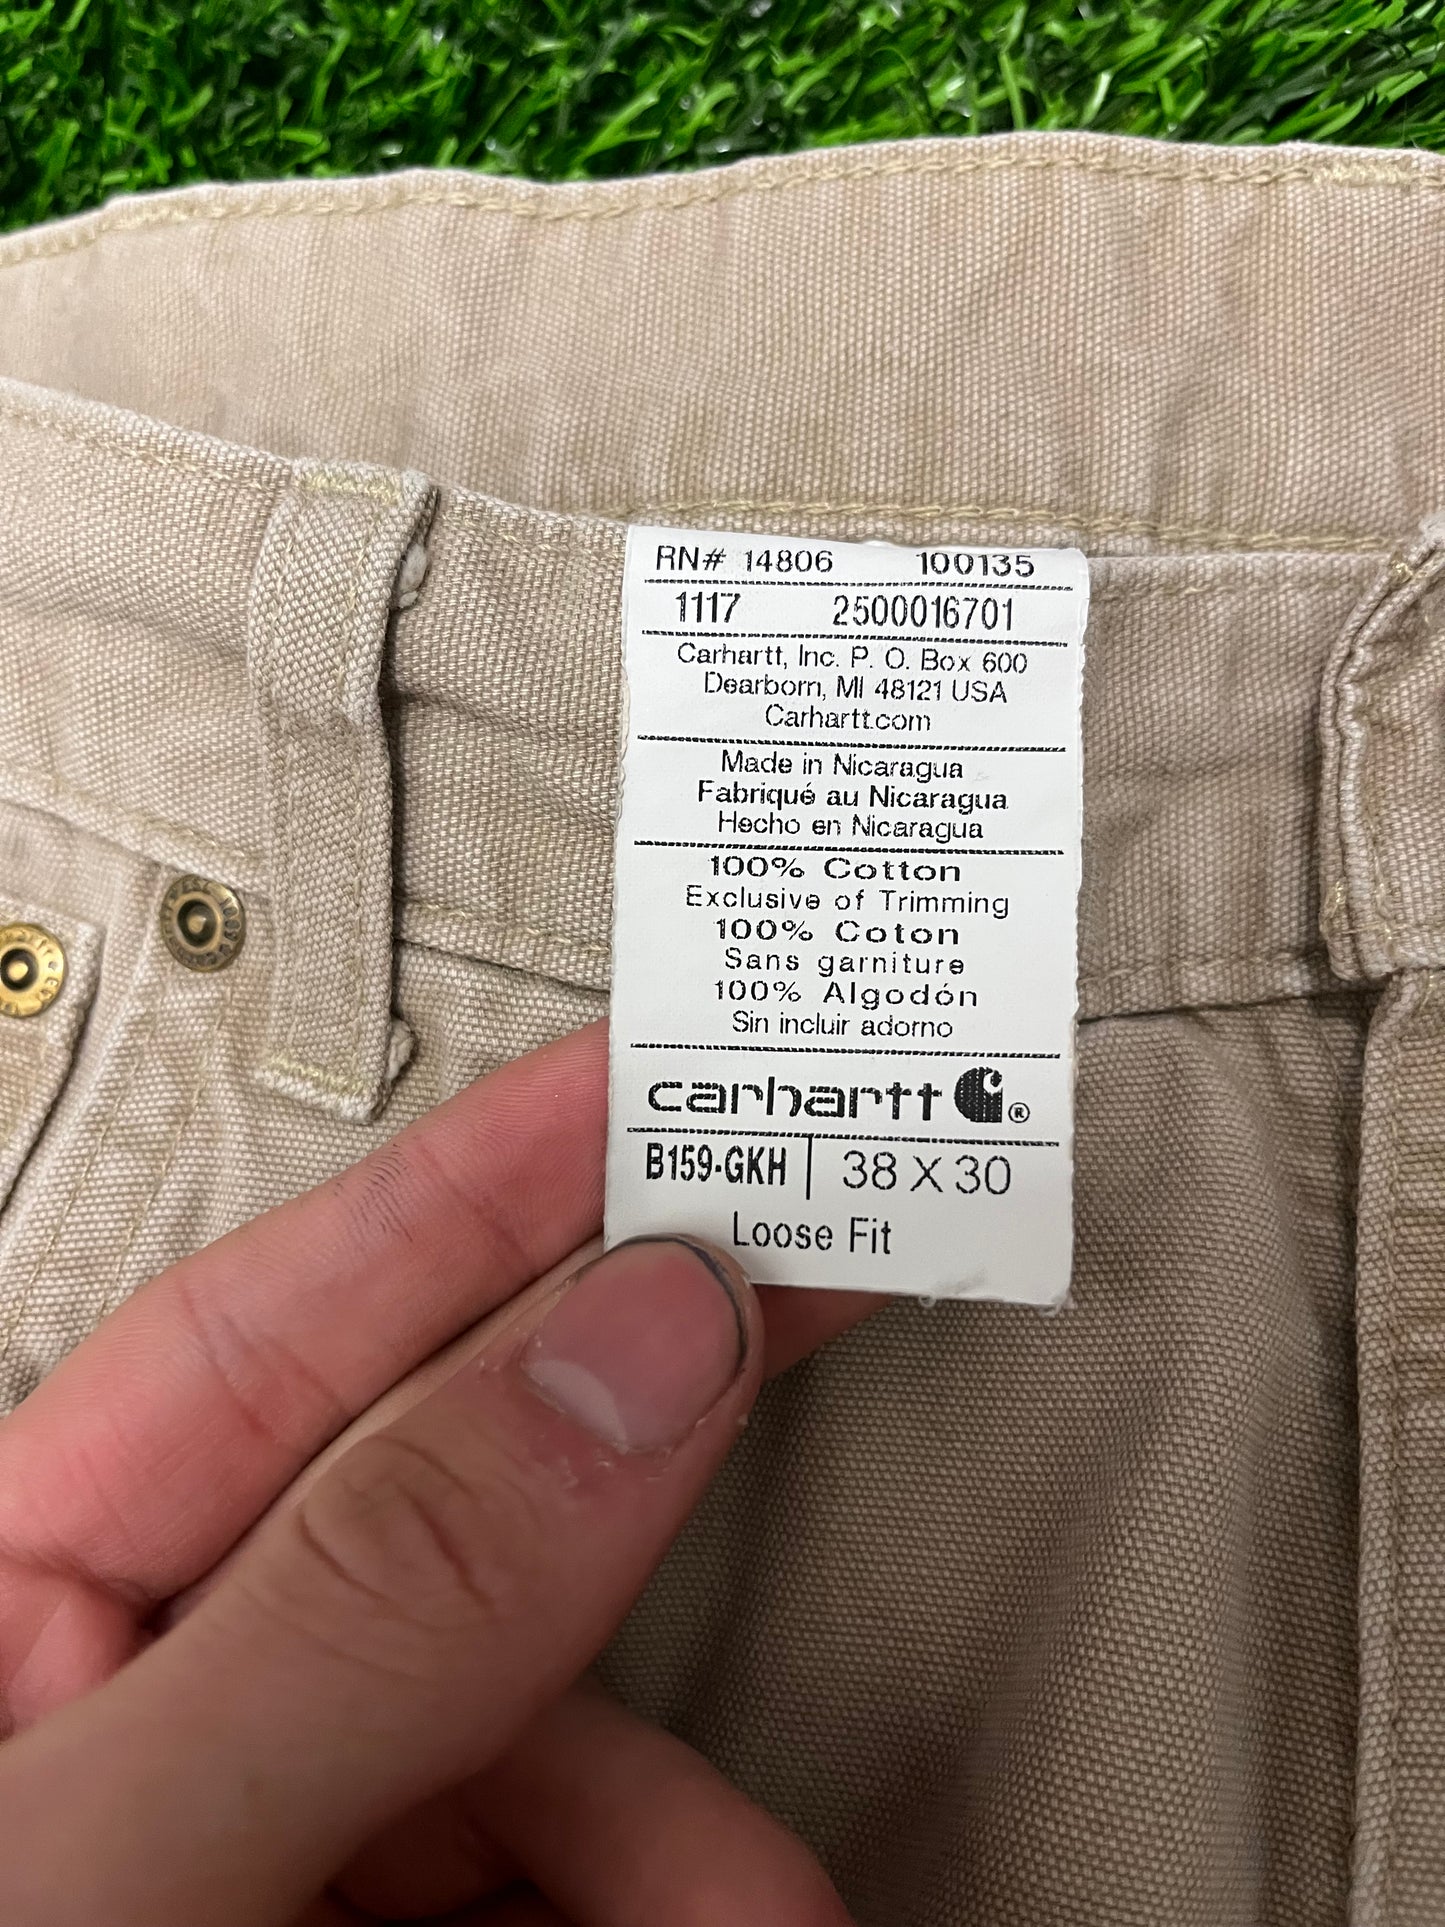 RN# 14806 100135
1117 2500016701
Carhartt, Inc. P. O. Box 600
Dearborn, MI 48121 USA
Carhartt.com
Made in Nicaragua
Fabriqué au Nicaragua
Hecho en Nicaragua
100% Cotton
Exclusive of Trimming
100% Coton
Sans garniture
100% Algodón
Sin incluir adorno
carhartt ®
B159-GKH | 38 X 30
Loose Fit